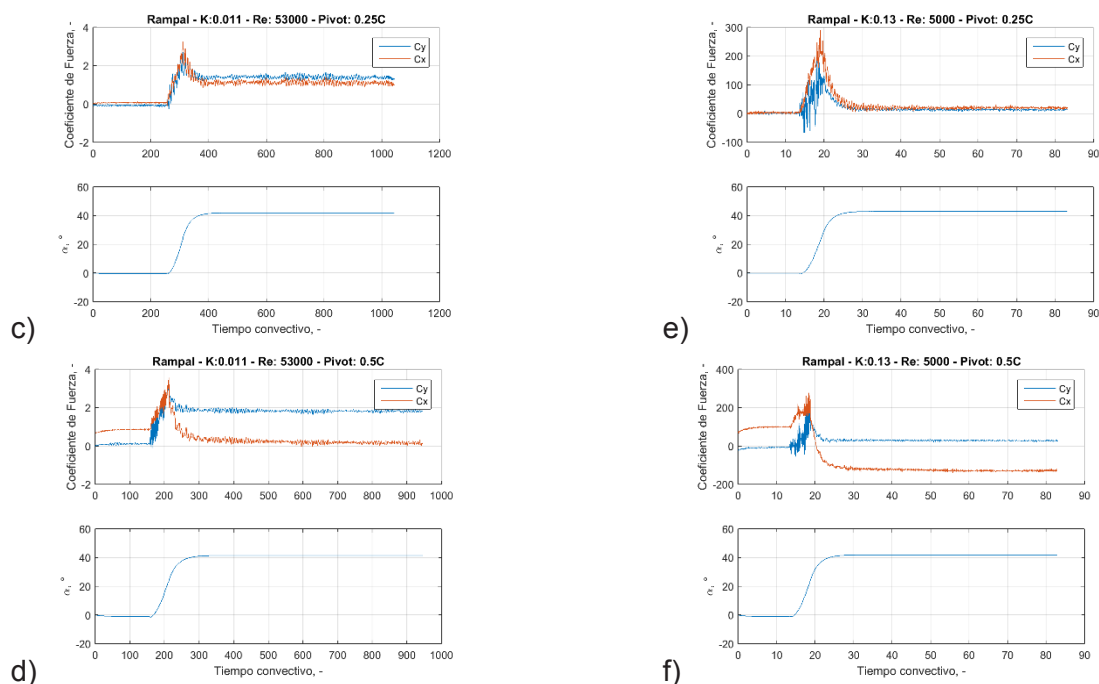 Rampal - K:0.011 - Re: 53000 - Pivot: 0.25C
Coeficiente de Fuerza, -
4
2
0
-2
Cy
Cx
0 200 400 600 800 1000 1200
α, °
60
40
20
0
-20
0 200 400 600 800 1000 1200
Tiempo convectivo, -
c)
Rampal - K:0.13 - Re: 5000 - Pivot: 0.25C
Coeficiente de Fuerza, -
300
200
100
0
-100
Cy
Cx
0 10 20 30 40 50 60 70 80 90
α, °
60
40
20
0
-20
0 10 20 30 40 50 60 70 80 90
Tiempo convectivo, -
e)
Rampal - K:0.011 - Re: 53000 - Pivot: 0.5C
Coeficiente de Fuerza, -
4
2
0
-2
Cy
Cx
0 100 200 300 400 500 600 700 800 900 1000
α, °
60
40
20
0
-20
0 100 200 300 400 500 600 700 800 900 1000
Tiempo convectivo, -
d)
Rampal - K:0.13 - Re: 5000 - Pivot: 0.5C
Coeficiente de Fuerza, -
400
200
0
-200
Cy
Cx
0 10 20 30 40 50 60 70 80 90
α, °
60
40
20
0
-20
0 10 20 30 40 50 60 70 80 90
Tiempo convectivo, -
f)